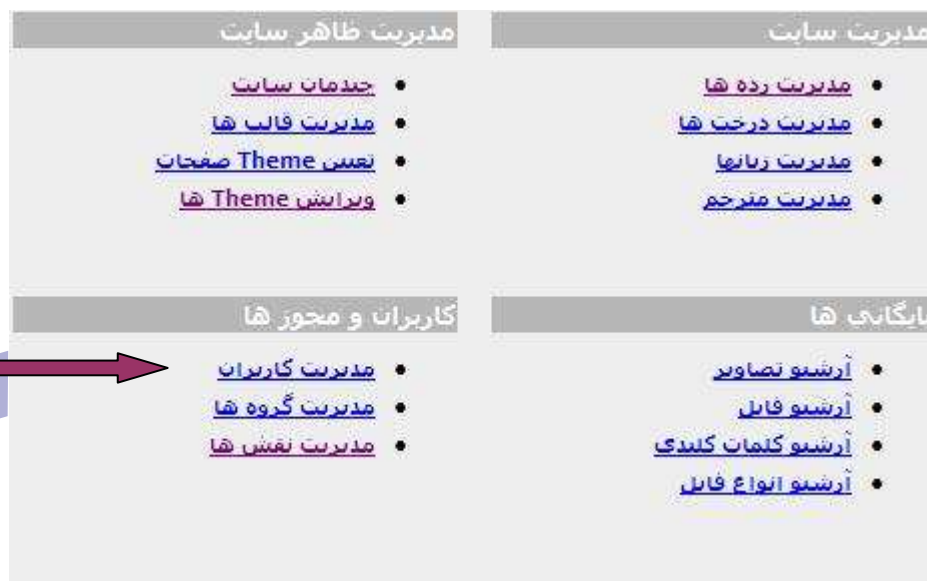 مدیریت سایت
مدیریت رده ها
مدیریت درخت ها
مدیریت زبانها
مدیریت مترجم
مدیریت ظاهر سایت
چیدمان سایت
مدیریت قالب ها
تعیین Theme صفحات
ویرایش Theme ها
بایگانی ها
آرشیو تصاویر
آرشیو فایل
آرشیو کلمات کلیدی
آرشیو انواع فایل
کاربران و مجوز ها
مدیریت کاربران
مدیریت گروه ها
مدیریت نقش ها